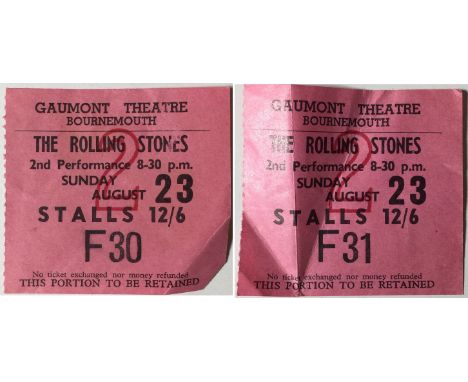 GAUMONT THEATRE
BOURNEMOUTH
THE ROLLING STONES
2nd Performance 8-30 p.m.
SUNDAY
AUGUST 23
2
STALLS 12/6
F30
No ticket exchanged nor money refunded
THIS PORTION TO BE RETAINED
GAUMONT THEATRE
BOURNEMOUTH
THE ROLLING STONES
2nd Performance 8-30 p.m.
SUNDAY
AUGUST 23
2
STALLS 12/6
F31
No ticket exchanged nor money refunded
THIS PORTION TO BE RETAINED